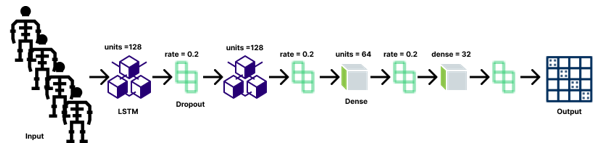 units =128
rate = 0.2
units =128
rate = 0.2
units = 64
rate = 0.2
dense = 32
Input
LSTM
Dropout
Dense
Output